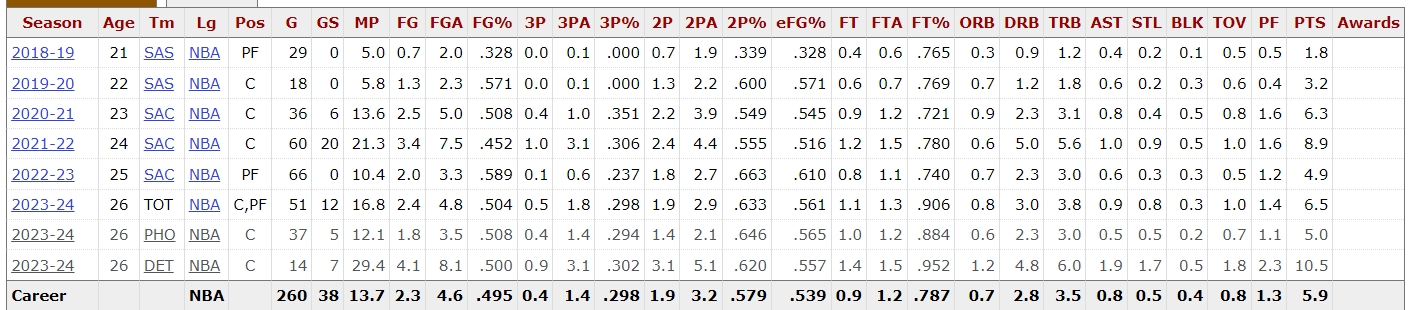 Season Age Tm Lg Pos G GS MP FG FGA FG% 3P 3PA 3P% 2P 2PA 2P% eFG% FT FTA FT% ORB DRB TRB AST STL BLK TOV PF PTS Awards
2018-19 21 SAS NBA PF 29 0 5.0 0.7 2.0 .328 0.0 0.1 .000 0.7 1.9 .339 .328 0.4 0.6 .765 0.3 0.9 1.2 0.4 0.2 0.1 0.5 0.5 1.8
2019-20 22 SAS NBA C 18 0 5.8 1.3 2.3 .571 0.0 0.1 .000 1.3 2.2 .600 .571 0.6 0.7 .769 0.7 1.2 1.8 0.6 0.2 0.3 0.6 0.4 3.2
2020-21 23 SAC NBA C 36 6 13.6 2.5 5.0 .508 0.4 1.0 .351 2.2 3.9 .549 .545 0.9 1.2 .721 0.9 2.3 3.1 0.8 0.4 0.5 0.8 1.6 6.3
2021-22 24 SAC NBA C 60 20 21.3 3.4 7.5 .452 1.0 3.1 .306 2.4 4.4 .555 .516 1.2 1.5 .780 0.6 5.0 5.6 1.0 0.9 0.5 1.0 1.6 8.9
2022-23 25 SAC NBA PF 66 0 10.4 2.0 3.3 .589 0.1 0.6 .237 1.8 2.7 .663 .610 0.8 1.1 .740 0.7 2.3 3.0 0.6 0.3 0.3 0.5 1.2 4.9
2023-24 26 TOT NBA C,PF 51 12 16.8 2.4 4.8 .504 0.5 1.8 .298 1.9 2.9 .633 .561 1.1 1.3 .906 0.8 3.0 3.8 0.9 0.8 0.3 1.0 1.4 6.5
2023-24 26 PHO NBA C 37 5 12.1 1.8 3.5 .508 0.4 1.4 .294 1.4 2.1 .646 .565 1.0 1.2 .884 0.6 2.3 3.0 0.5 0.5 0.2 0.7 1.1 5.0
2023-24 26 DET NBA C 14 7 29.4 4.1 8.1 .500 0.9 3.1 .302 3.1 5.1 .620 .557 1.4 1.5 .952 1.2 4.8 6.0 1.9 1.7 0.5 1.8 2.3 10.5
Career NBA 260 38 13.7 2.3 4.6 .495 0.4 1.4 .298 1.9 3.2 .579 .539 0.9 1.2 .787 0.7 2.8 3.5 0.8 0.5 0.4 0.8 1.3 5.9